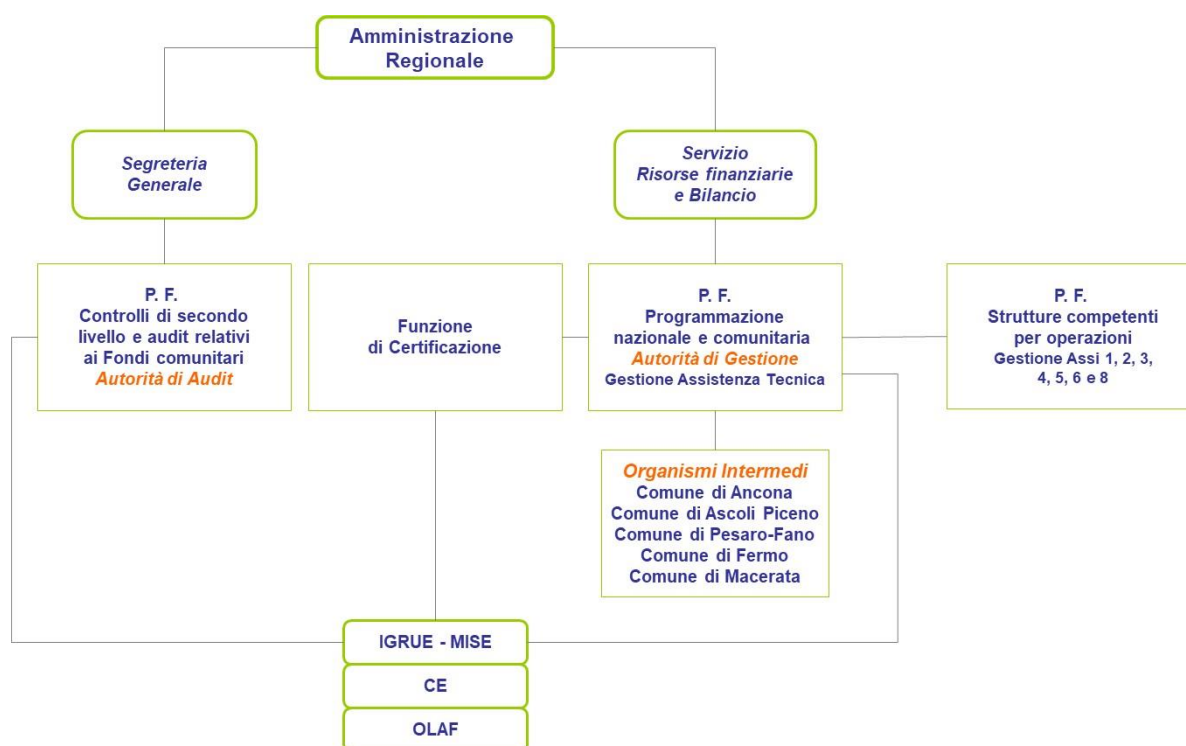 Amministrazione
Regionale
Segreteria
Generale
Servizio
Risorse finanziarie
e Bilancio
P. F.
Controlli di secondo
livello e audit relativi
ai Fondi comunitari
Autorità di Audit
Funzione
di Certificazione
P. F.
Programmazione
nazionale e comunitaria
Autorità di Gestione
Gestione Assistenza Tecnica
P. F.
Strutture competenti
per operazioni
Gestione Assi 1, 2, 3,
4, 5, 6 e 8
Organismi Intermedi
Comune di Ancona
Comune di Ascoli Piceno
Comune di Pesaro-Fano
Comune di Fermo
Comune di Macerata
IGRUE - MISE
CE
OLAF